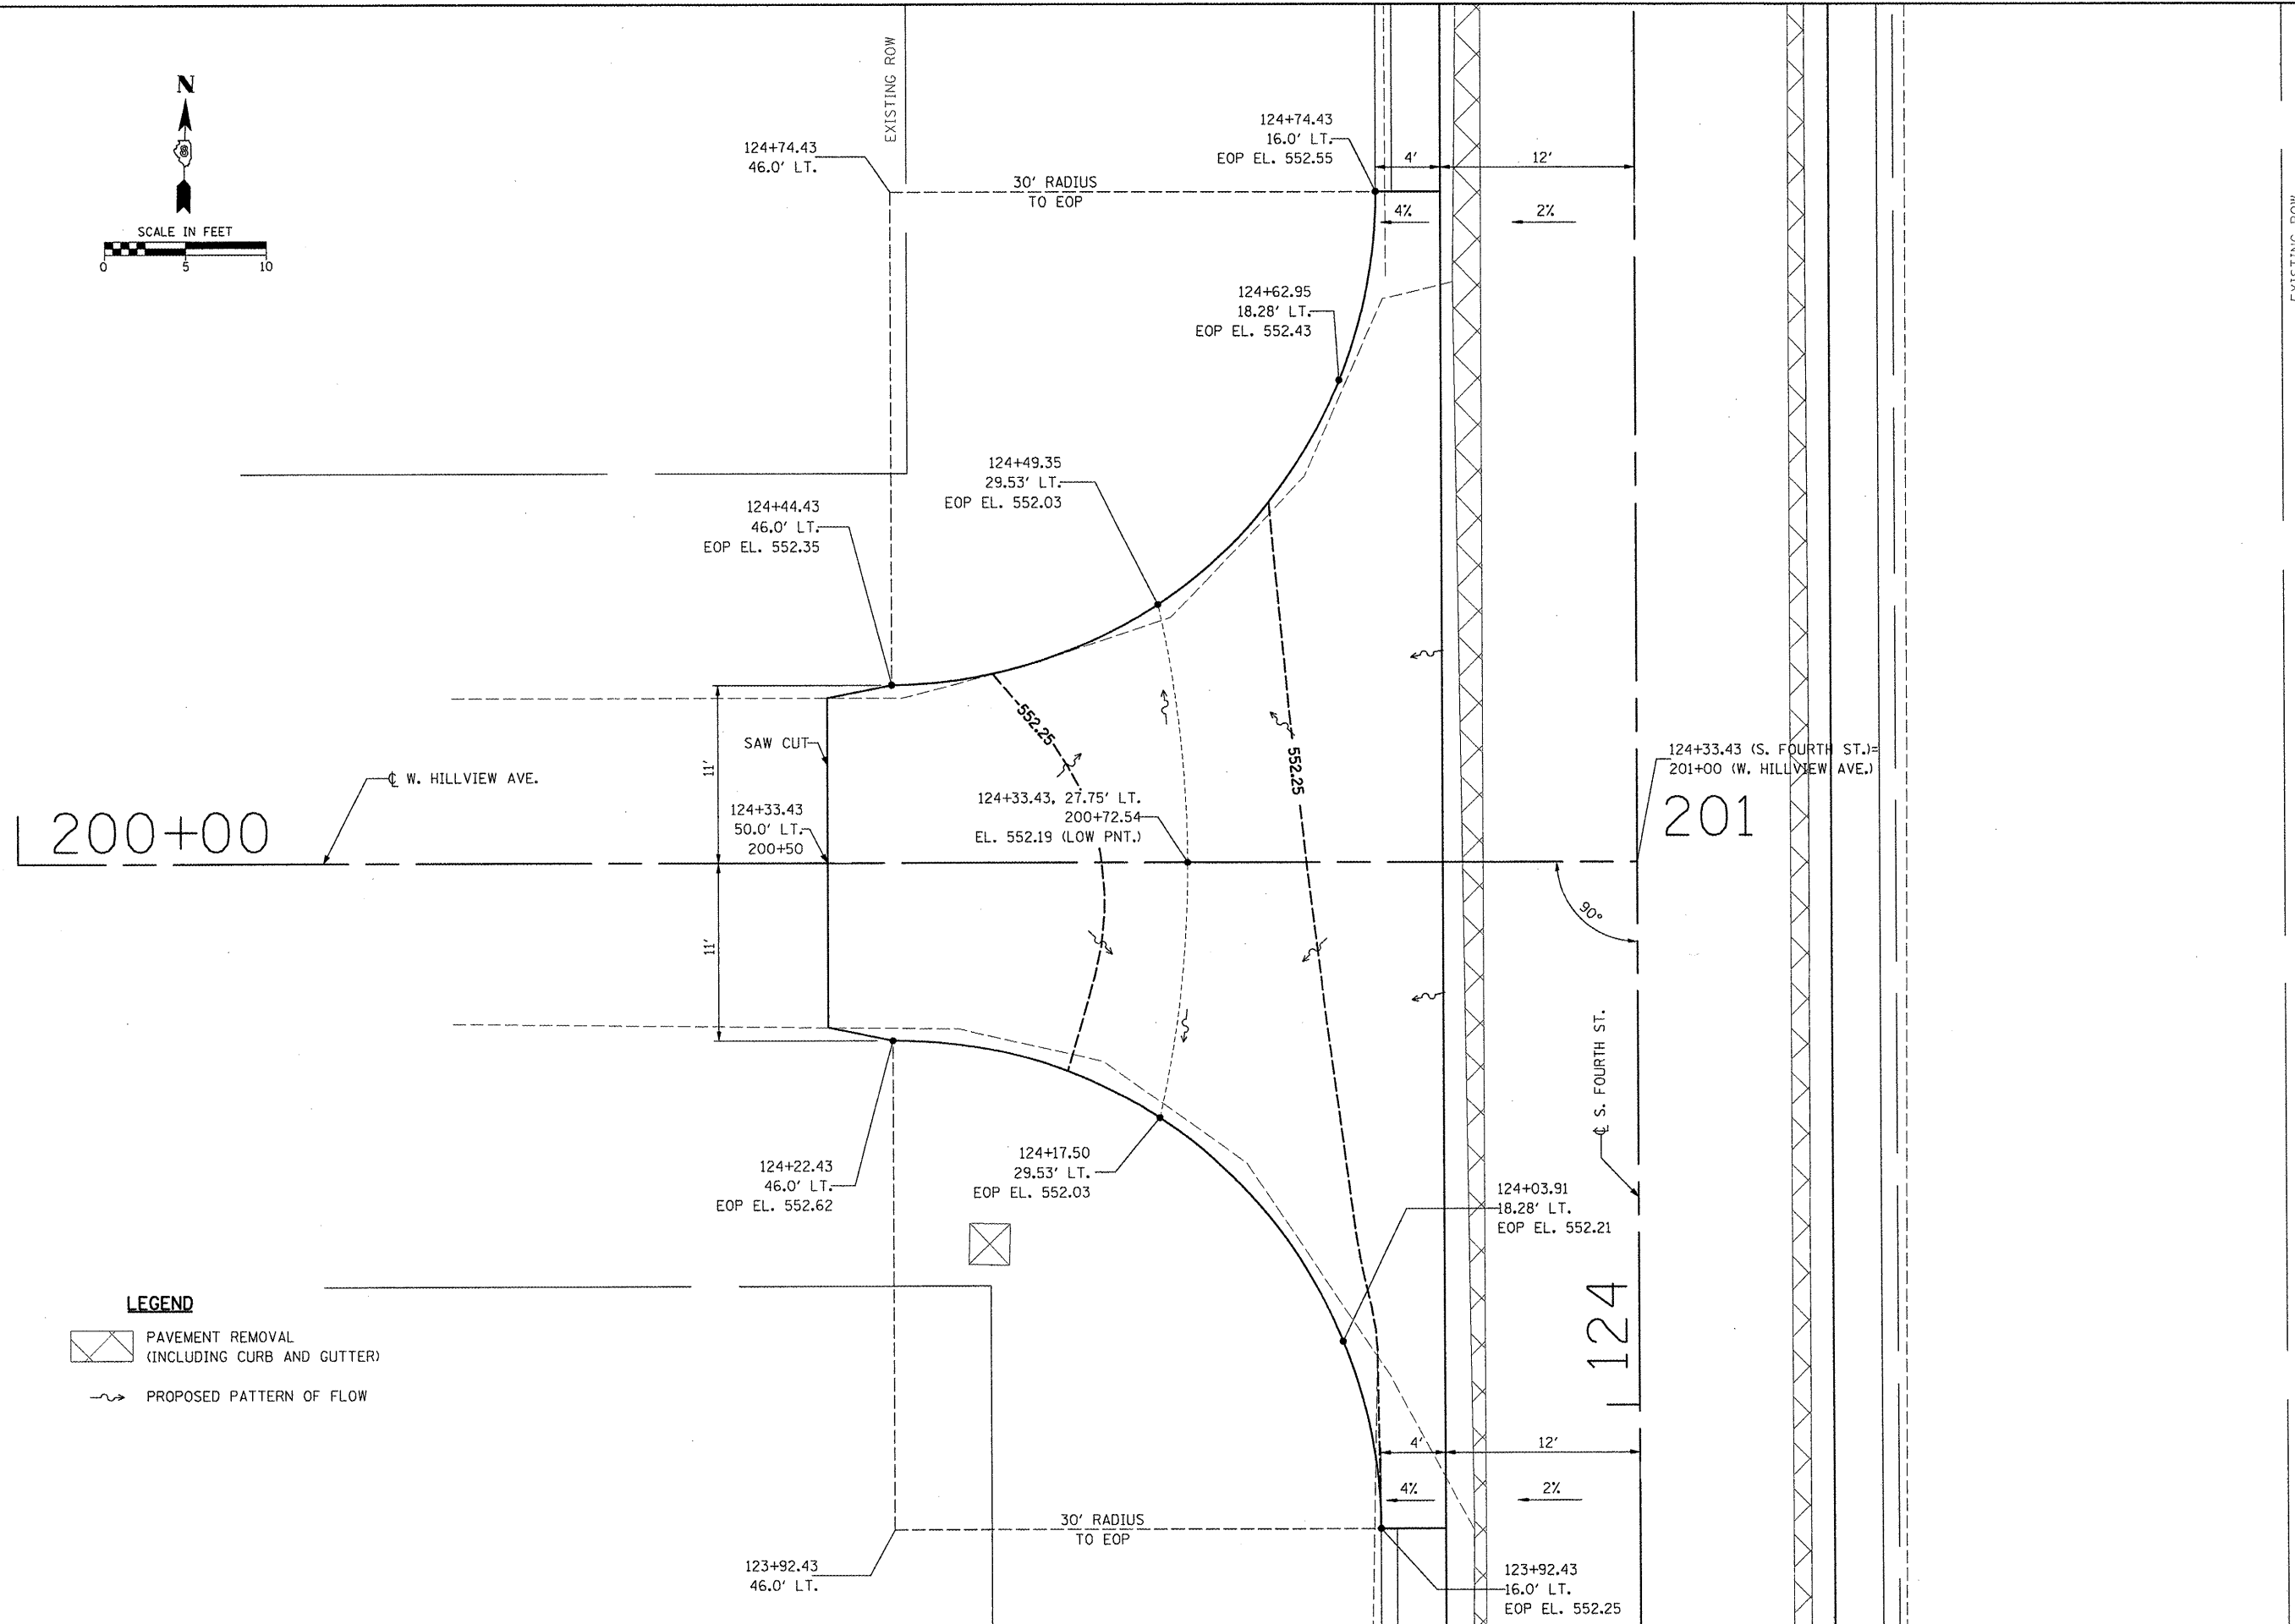 N
8
SCALE IN FEET
0 5 10
EXISTING ROW
124+74.43
46.0' LT.
30' RADIUS
TO EOP
124+74.43
16.0' LT.
EOP EL. 552.55
4'
12'
4%
2%
EXISTING ROW
124+62.95
18.28' LT.
EOP EL. 552.43
124+49.35
29.53' LT.
EOP EL. 552.03
124+44.43
46.0' LT.
EOP EL. 552.35
11'
SAW CUT
552.25
552.25
℄ W. HILLVIEW AVE.
200+00
124+33.43
50.0' LT.
200+50
124+33.43, 27.75' LT.
200+72.54
EL. 552.19 (LOW PNT.)
124+33.43 (S. FOURTH ST.)=
201+00 (W. HILLVIEW AVE.)
201
90°
11'
℄ S. FOURTH ST.
124+22.43
46.0' LT.
EOP EL. 552.62
124+17.50
29.53' LT.
EOP EL. 552.03
124+03.91
18.28' LT.
EOP EL. 552.21
124
LEGEND
PAVEMENT REMOVAL
(INCLUDING CURB AND GUTTER)
PROPOSED PATTERN OF FLOW
4'
12'
4%
2%
30' RADIUS
TO EOP
123+92.43
46.0' LT.
123+92.43
16.0' LT.
EOP EL. 552.25